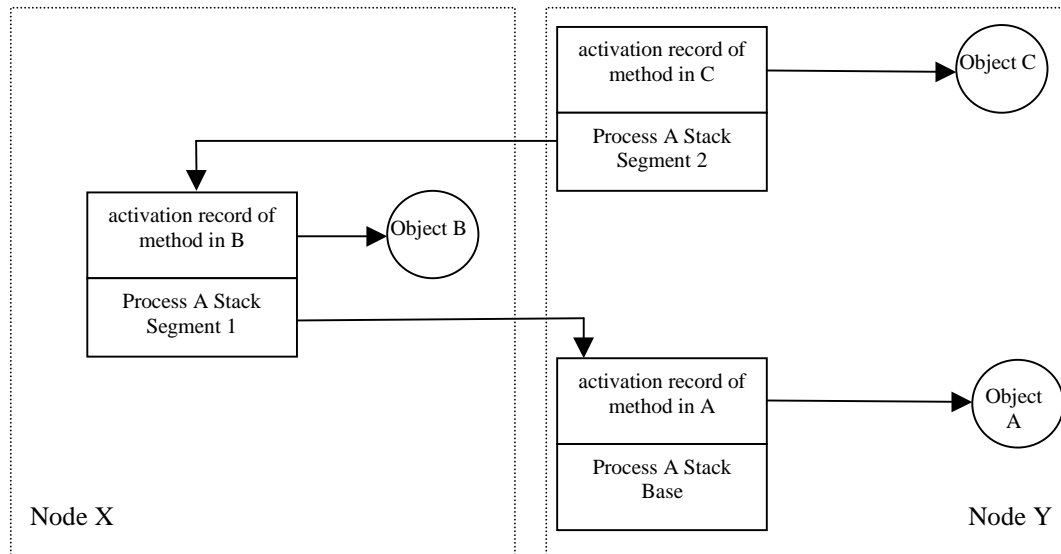 activation record of
method in C
Object C
Process A Stack
Segment 2
activation record of
method in B
Object B
Process A Stack
Segment 1
activation record of
method in A
Object
A
Process A Stack
Base
Node X
Node Y